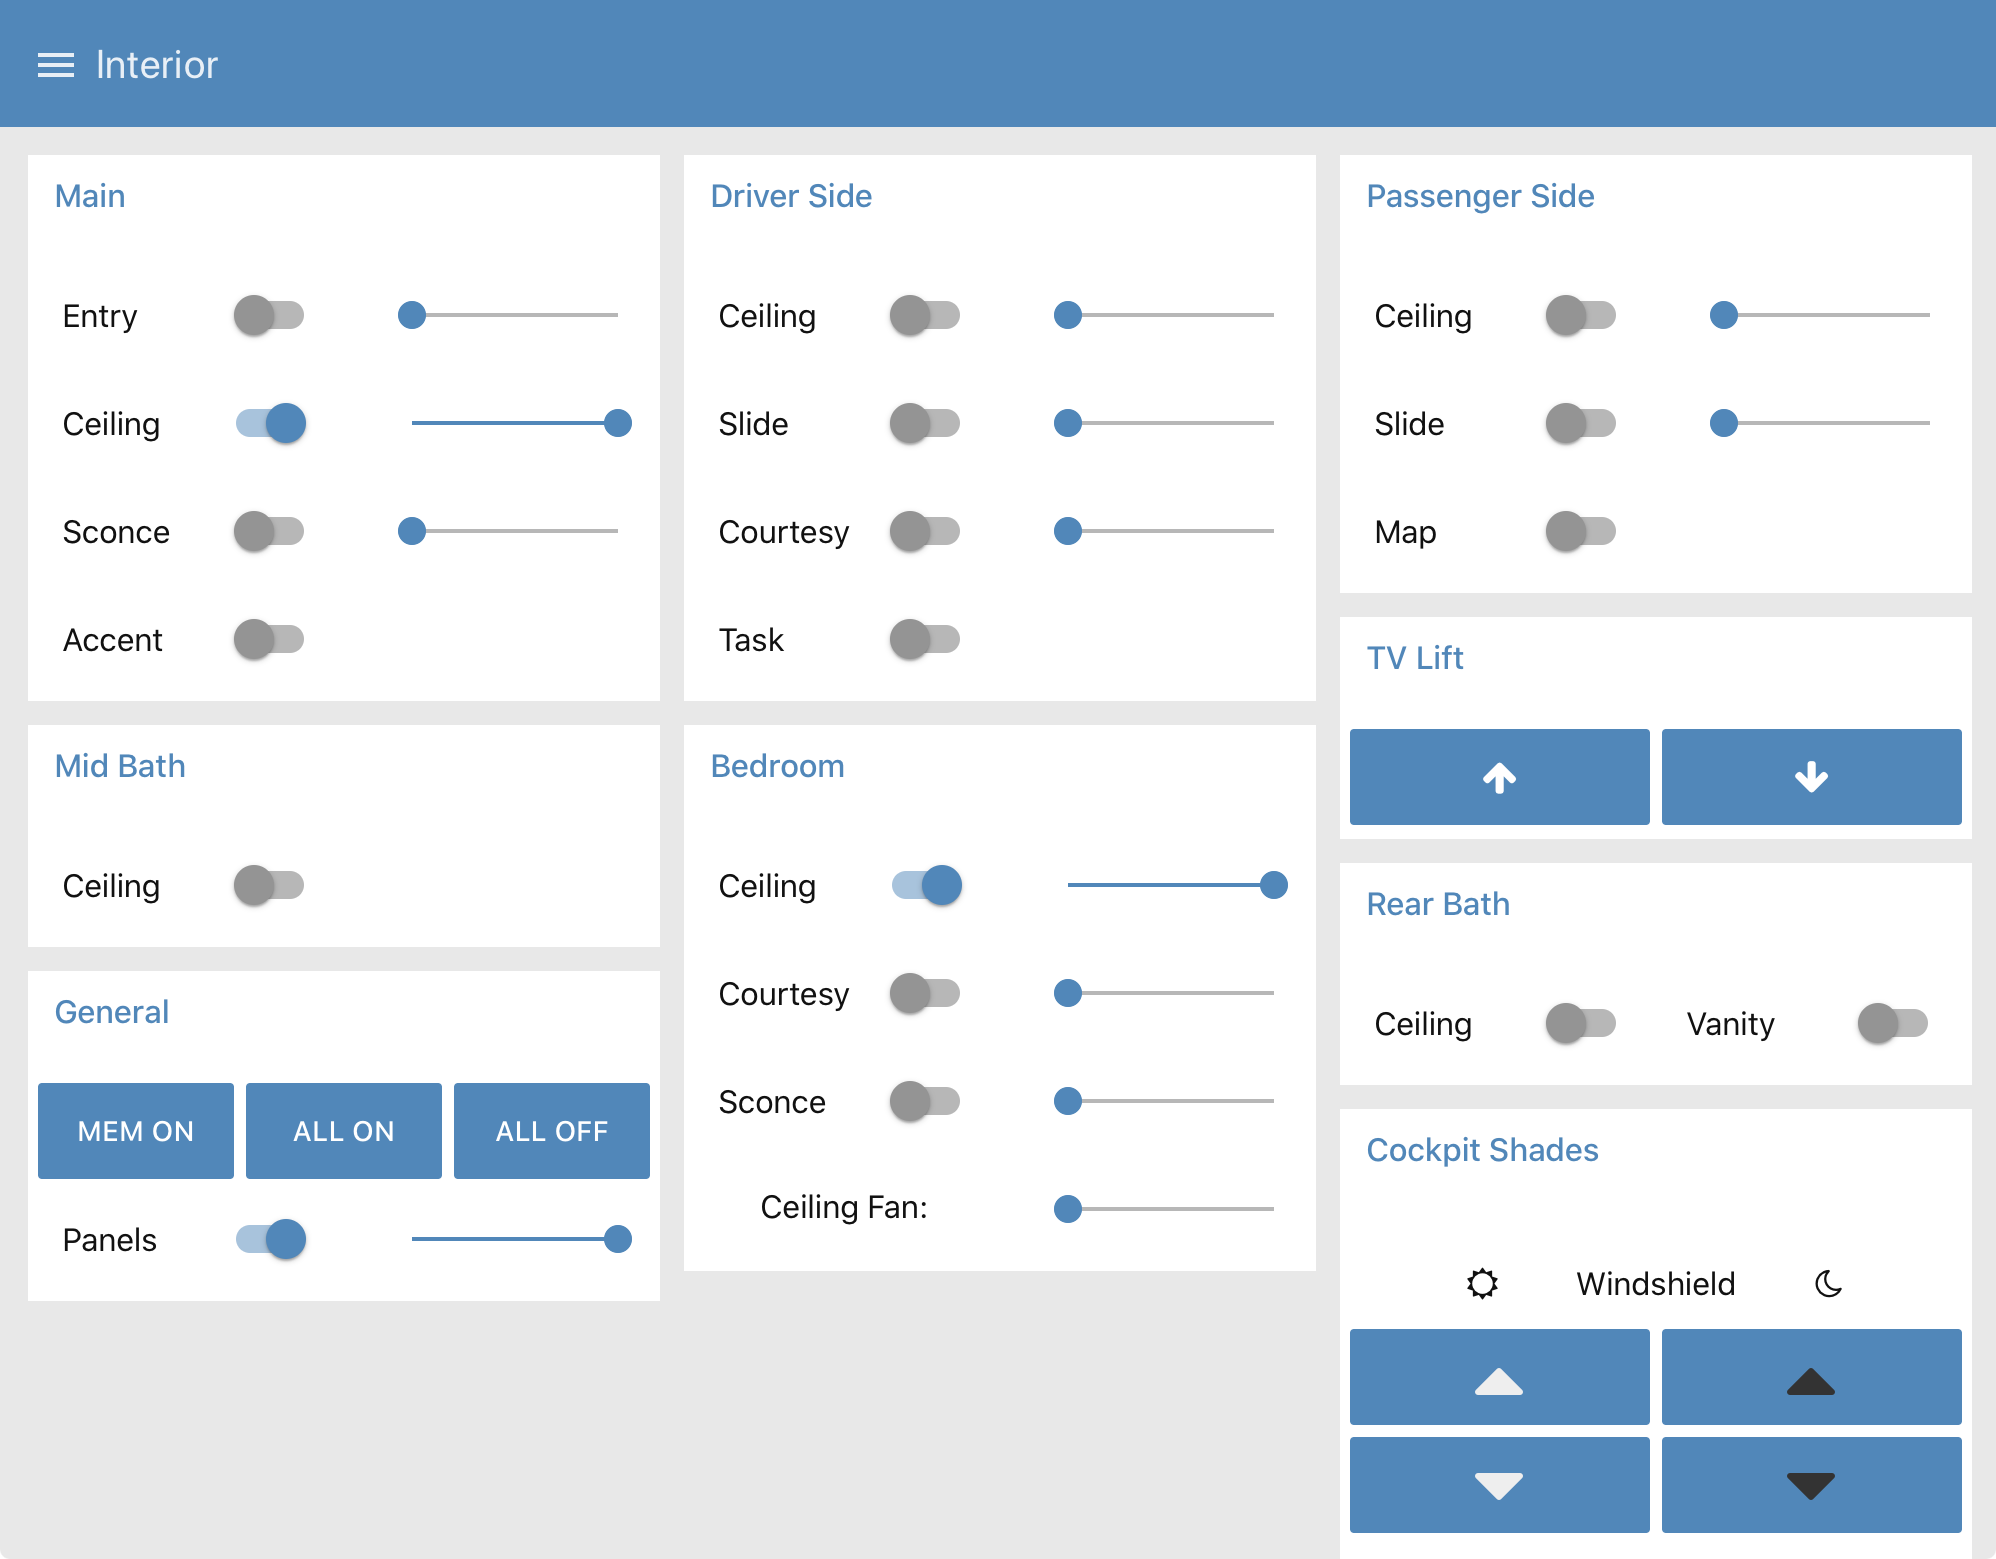 Interior
Main
Entry
Ceiling
Sconce
Accent
Mid Bath
Ceiling
General
MEM ON
ALL ON
ALL OFF
Panels
Driver Side
Ceiling
Slide
Courtesy
Task
Bedroom
Ceiling
Courtesy
Sconce
Ceiling Fan:
Passenger Side
Ceiling
Slide
Map
TV Lift
Rear Bath
Ceiling
Vanity
Cockpit Shades
Windshield